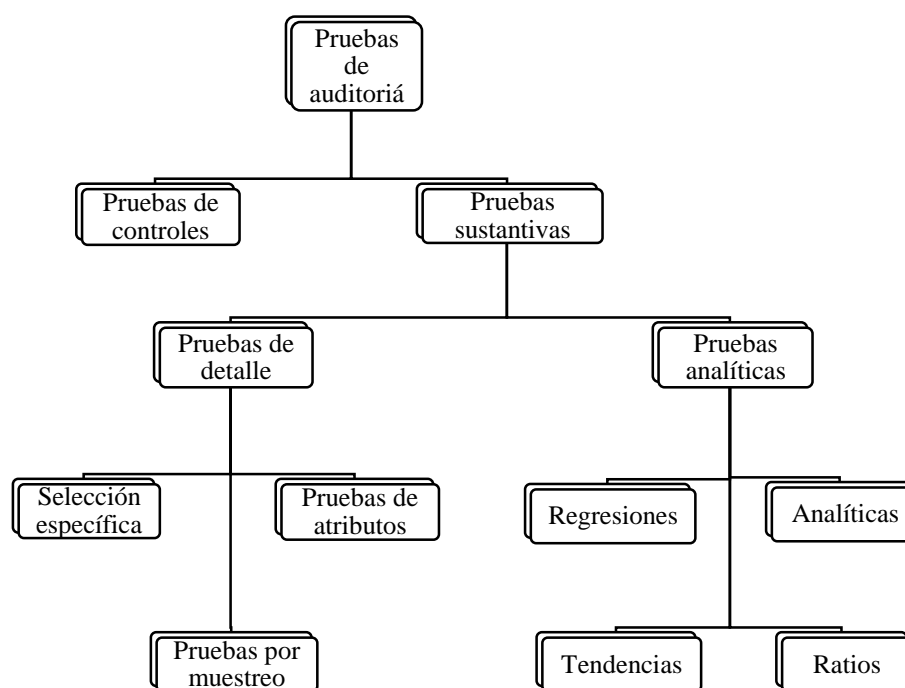 Pruebas
de
auditoriá
Pruebas de
controles
Pruebas
sustantivas
Pruebas de
detalle
Pruebas
analíticas
Selección
específica
Pruebas de
atributos
Regresiones
Analíticas
Pruebas por
muestreo
Tendencias
Ratios